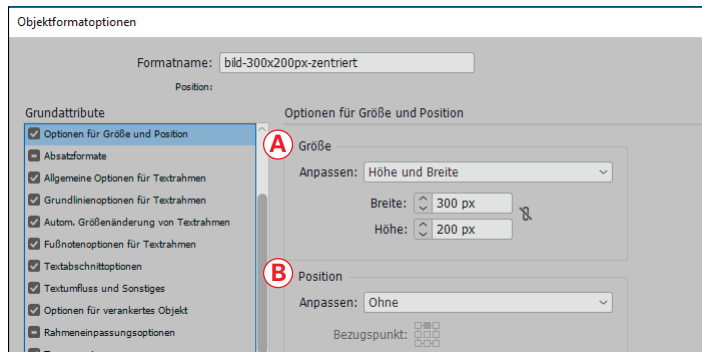 Objektformatoptionen
Formatname: bild-300x200px-zentriert
Position:
Grundattribute
Optionen für Größe und Position
Absatzformate
Allgemeine Optionen für Textrahmen
Grundlinienoptionen für Textrahmen
Autom. Größenänderung von Textrahmen
Fußnotenoptionen für Textrahmen
Textabschnittoptionen
Textumfluss und Sonstiges
Optionen für verankertes Objekt
Rahmeneinpassungsoptionen
Optionen für Größe und Position
A
Größe
Anpassen: Höhe und Breite
Breite: 300 px
Höhe: 200 px
B
Position
Anpassen: Ohne
Bezugspunkt: